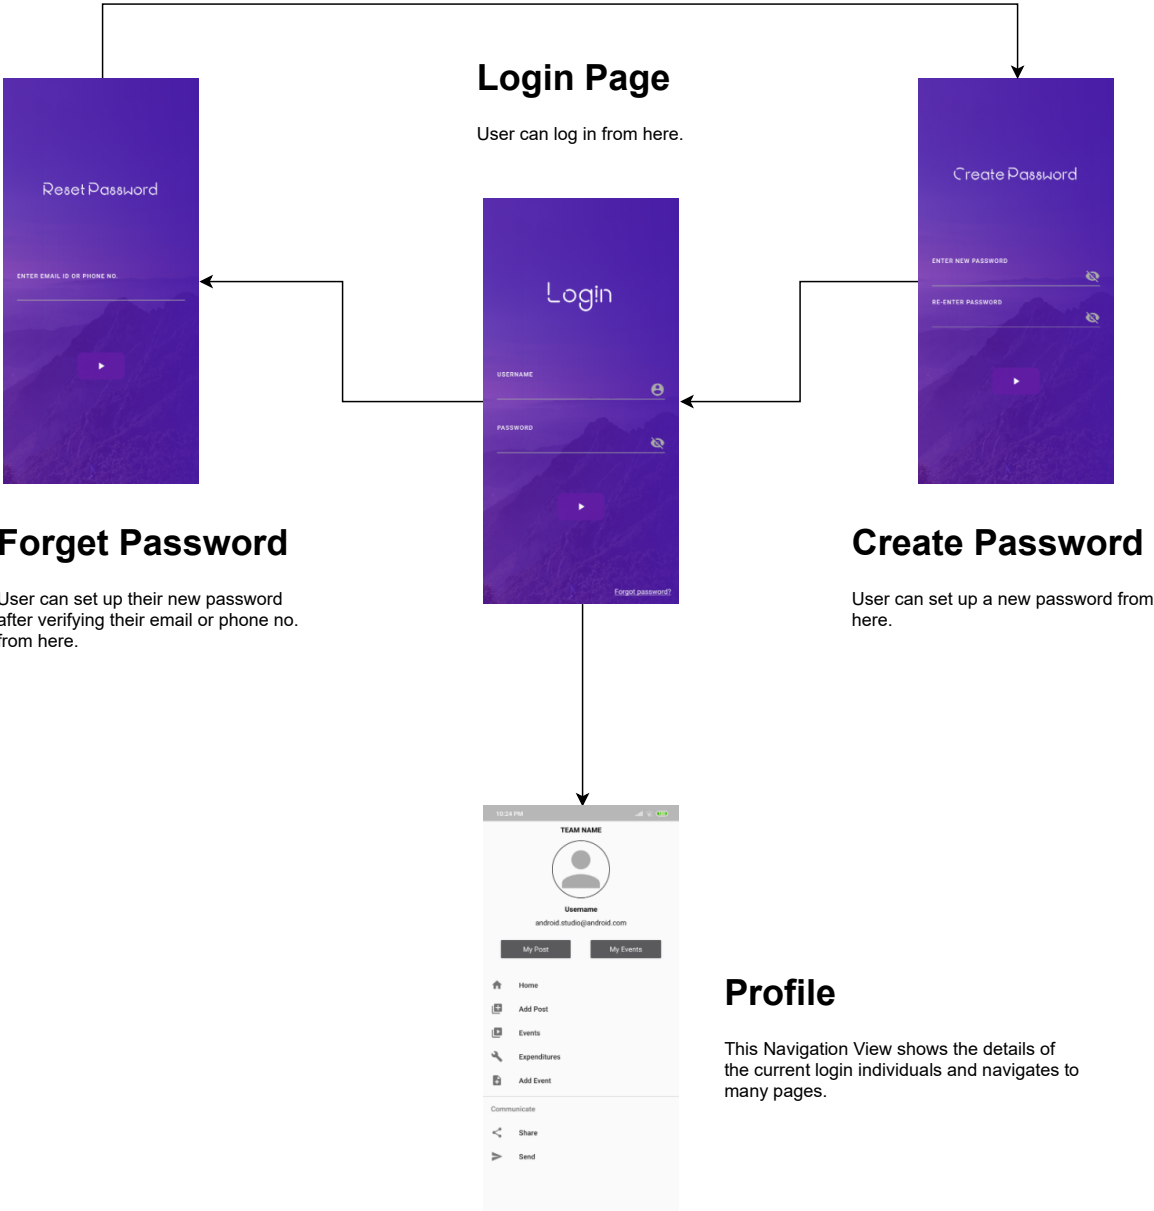 Login Page
User can log in from here.
Reset Password
ENTER EMAIL ID OR PHONE NO.
Forget Password
User can set up their new password
after verifying their email or phone no.
from here.
Login
USERNAME
PASSWORD
Forgot password?
Create Password
ENTER NEW PASSWORD
RE-ENTER PASSWORD
Create Password
User can set up a new password from
here.
10:24 PM
TEAM NAME
Username
android.studio@android.com
My Post
My Events
Home
Add Post
Events
Expenditures
Add Event
Communicate
Share
Send
Profile
This Navigation View shows the details of
the current login individuals and navigates to
many pages.